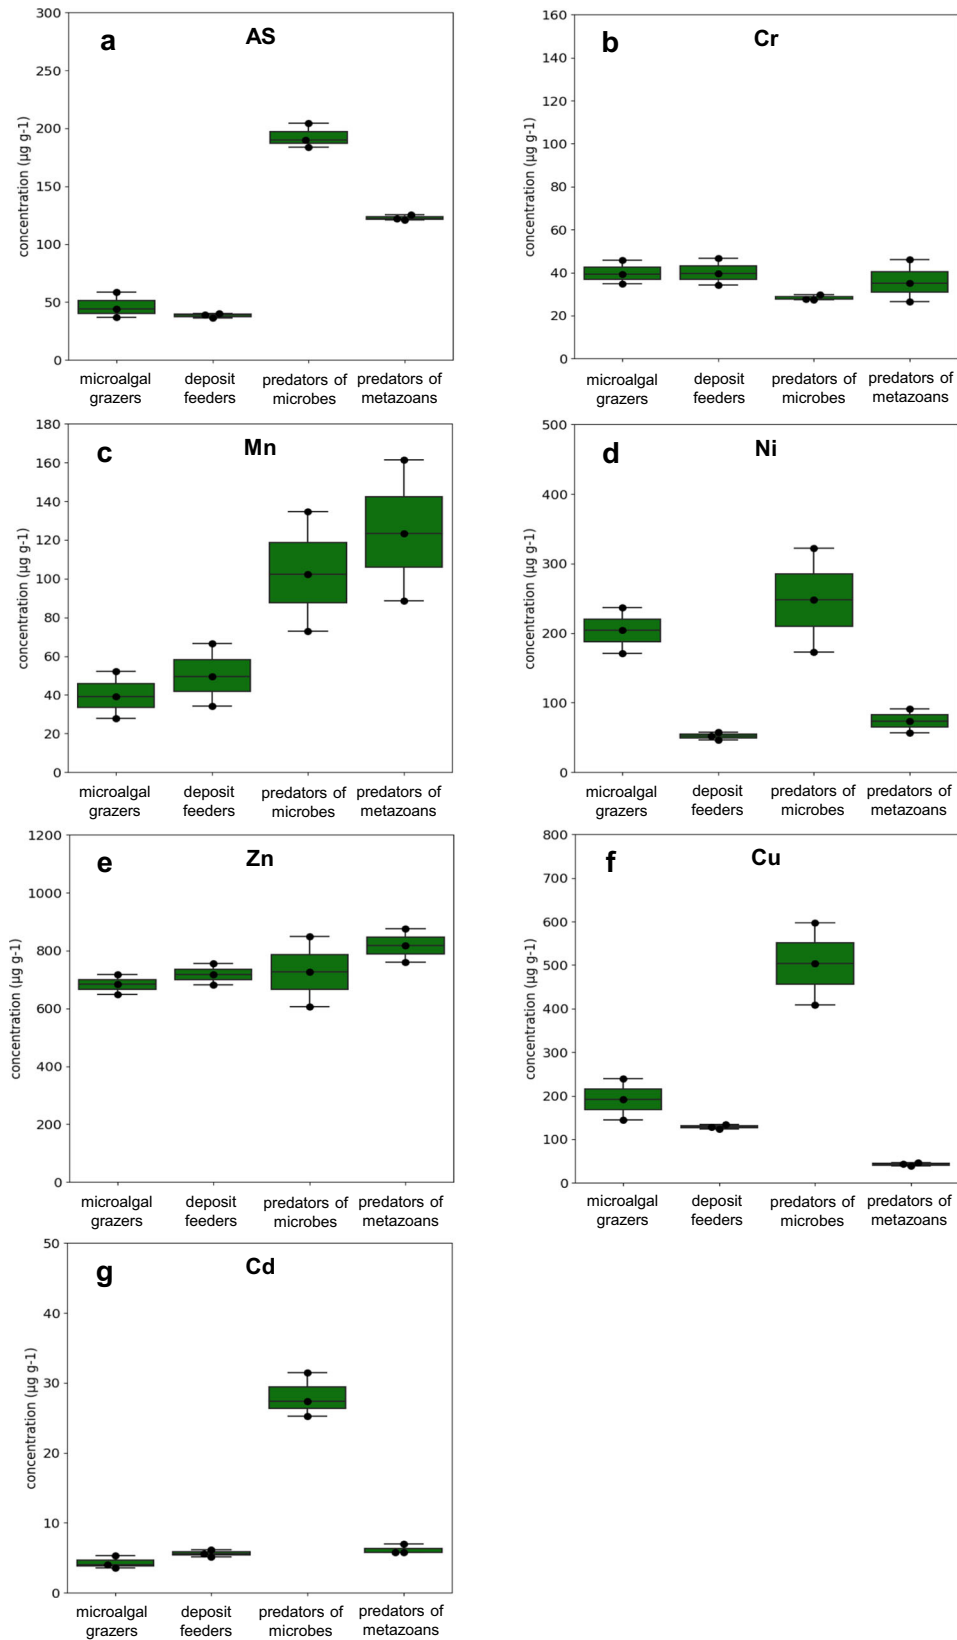 a AS
concentration (µg g-1)
300
250
200
150
100
50
0
microalgal grazers
deposit feeders
predators of microbes
predators of metazoans
b Cr
concentration (µg g-1)
160
140
120
100
80
60
40
20
0
microalgal grazers
deposit feeders
predators of microbes
predators of metazoans
c Mn
concentration (µg g-1)
180
160
140
120
100
80
60
40
20
0
microalgal grazers
deposit feeders
predators of microbes
predators of metazoans
d Ni
concentration (µg g-1)
500
400
300
200
100
0
microalgal grazers
deposit feeders
predators of microbes
predators of metazoans
e Zn
concentration (µg g-1)
1200
1000
800
600
400
200
0
microalgal grazers
deposit feeders
predators of microbes
predators of metazoans
f Cu
concentration (µg g-1)
800
700
600
500
400
300
200
100
0
microalgal grazers
deposit feeders
predators of microbes
predators of metazoans
g Cd
concentration (µg g-1)
50
40
30
20
10
0
microalgal grazers
deposit feeders
predators of microbes
predators of metazoans